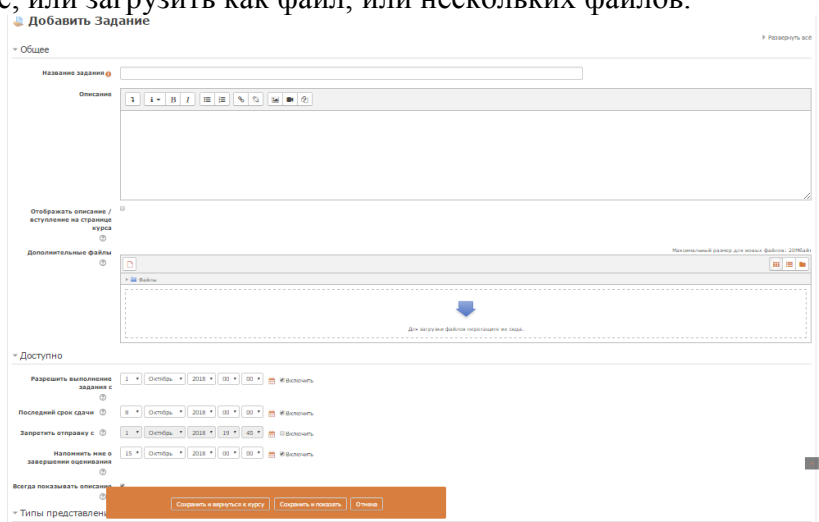 е, или загрузить как файл, или нескольких файлов.
Добавить Задание
Развернуть всё
Общее
Название задания
Описание
Отображать описание /
вступление на странице
курса
Дополнительные файлы
Максимальный размер для новых файлов: 20Мбайт
Файлы
Для загрузки файлов перетащите их сюда.
Доступно
Разрешить выполнение
задания с
1 Октябрь 2018 00 00 Включить
Последний срок сдачи 8 Октябрь 2018 00 00 Включить
Запретить отправку с 1 Октябрь 2018 19 45 Включить
Напомнить мне о
завершении оценивания
15 Октябрь 2018 00 00 Включить
Всегда показывать описание
Сохранить и вернуться к курсу Сохранить и показать Отмена
Типы представлен